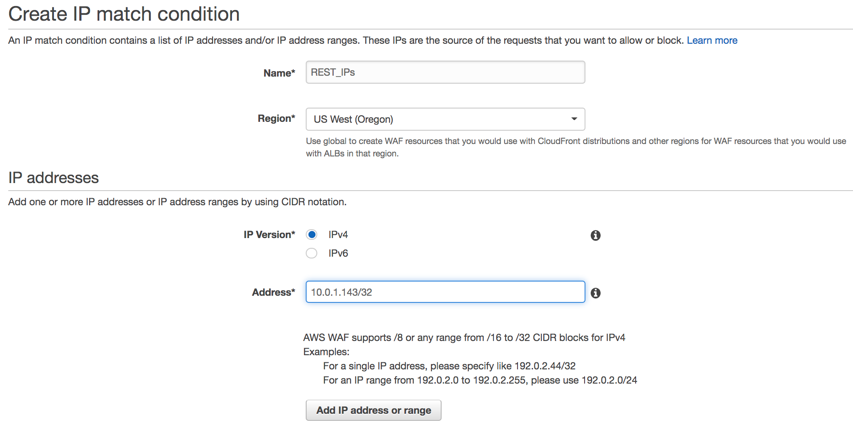 Create IP match condition
An IP match condition contains a list of IP addresses and/or IP address ranges. These IPs are the source of the requests that you want to allow or block. Learn more
Name* REST_IPs
Region* US West (Oregon)
Use global to create WAF resources that you would use with CloudFront distributions and other regions for WAF resources that you would use
with ALBs in that region.
IP addresses
Add one or more IP addresses or IP address ranges by using CIDR notation.
IP Version* IPv4
IPv6
Address* 10.0.1.143/32
AWS WAF supports /8 or any range from /16 to /32 CIDR blocks for IPv4
Examples:
For a single IP address, please specify like 192.0.2.44/32
For an IP range from 192.0.2.0 to 192.0.2.255, please use 192.0.2.0/24
Add IP address or range